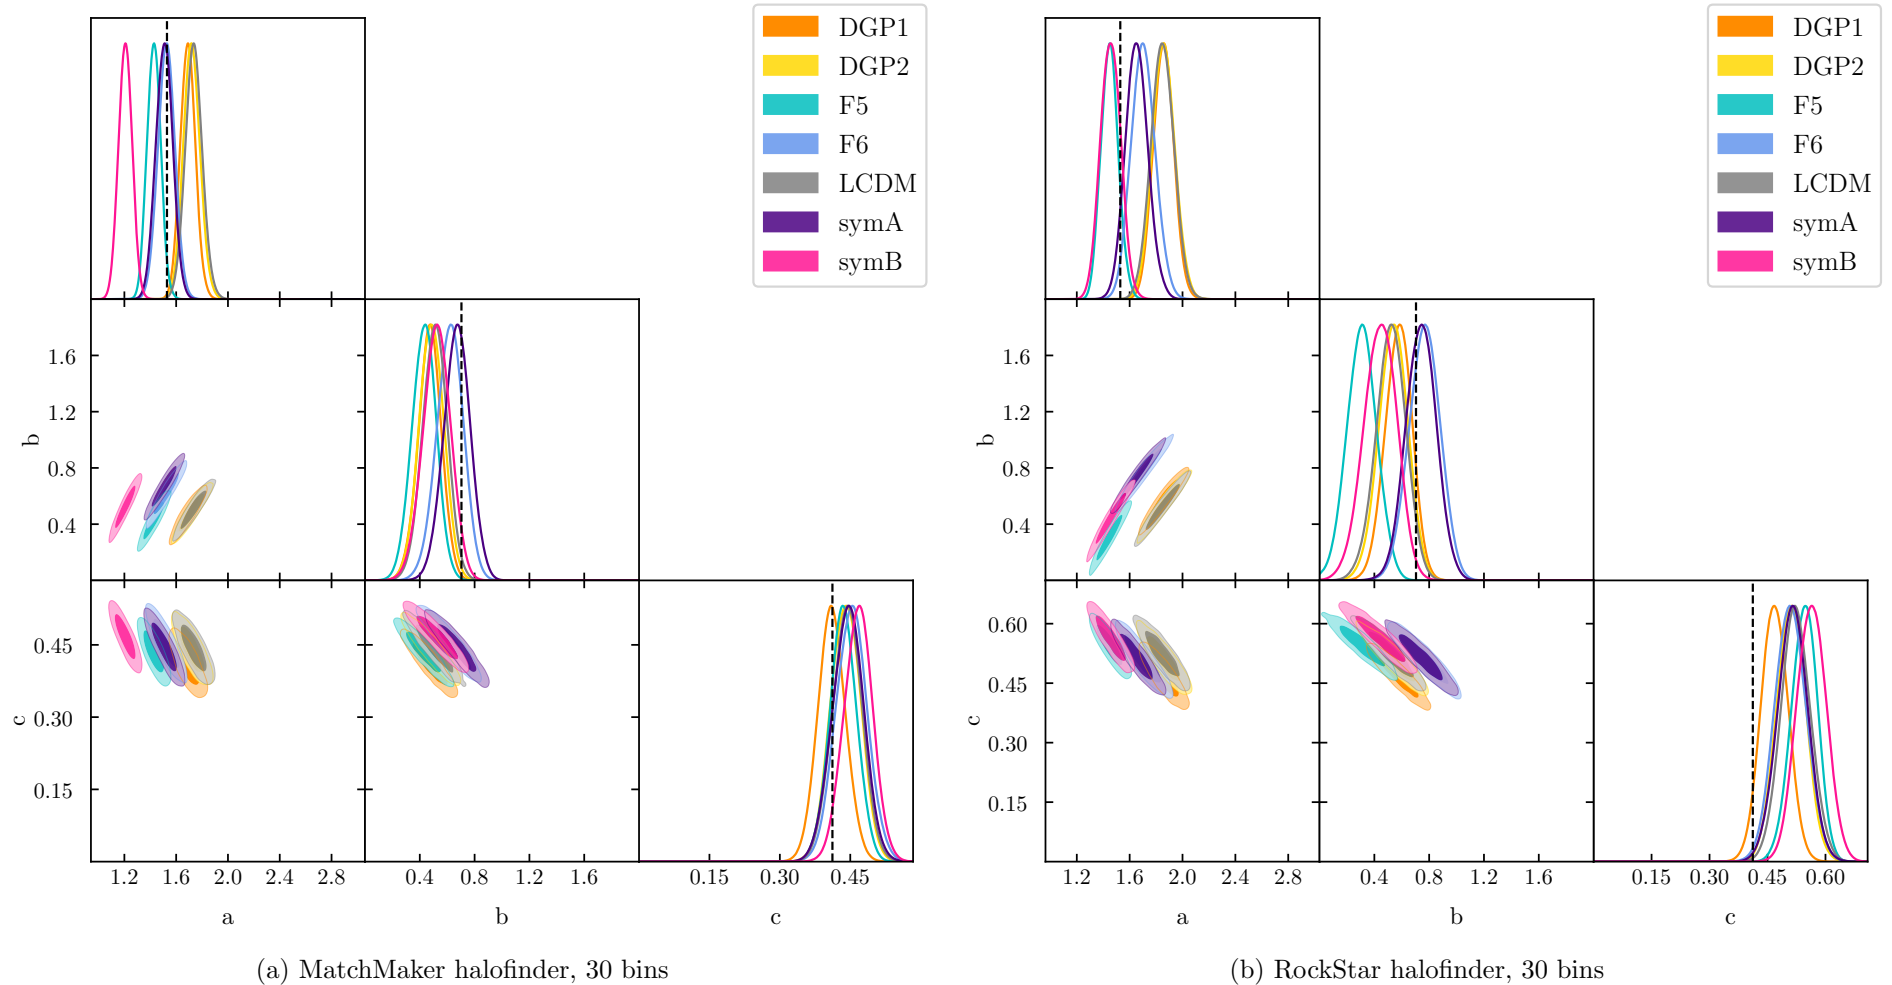 DGP1
DGP2
F5
F6
LCDM
symA
symB
1.6
1.2
0.8
0.4
b
0.45
0.30
0.15
c
1.2 1.6 2.0 2.4 2.8
0.4 0.8 1.2 1.6
0.15 0.30 0.45
a
b
c
(a) MatchMaker halofinder, 30 bins
DGP1
DGP2
F5
F6
LCDM
symA
symB
1.6
1.2
0.8
0.4
b
0.60
0.45
0.30
0.15
c
1.2 1.6 2.0 2.4 2.8
0.4 0.8 1.2 1.6
0.15 0.30 0.45 0.60
a
b
c
(b) RockStar halofinder, 30 bins